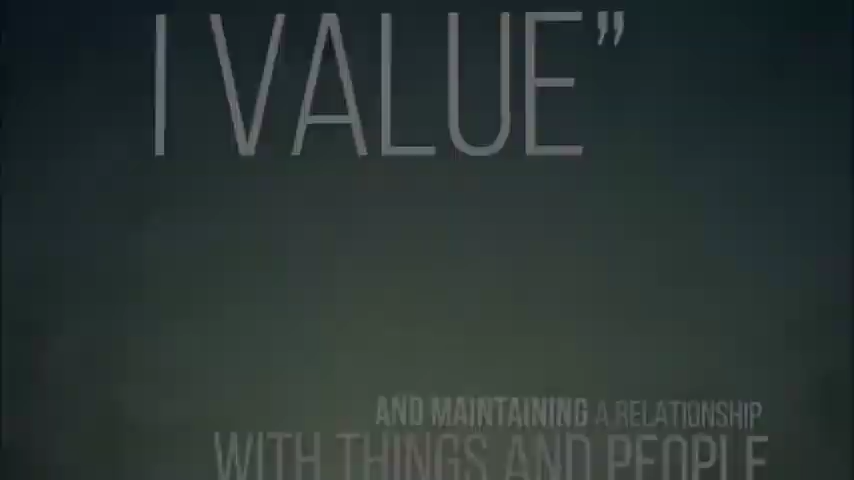 I VALUE”
AND MAINTAINING A RELATIONSHIP
WITH THINGS AND PEOPLE